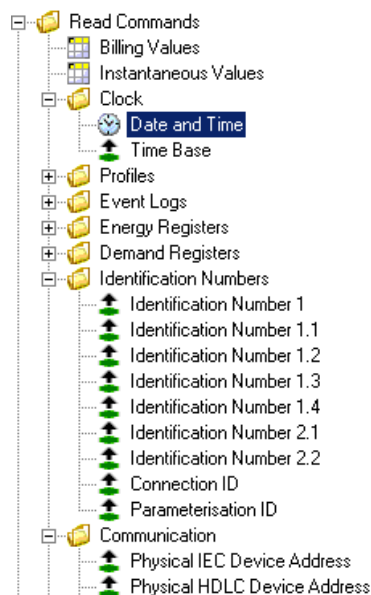 Read Commands
Billing Values
Instantaneous Values
Clock
Date and Time
Time Base
Profiles
Event Logs
Energy Registers
Demand Registers
Identification Numbers
Identification Number 1
Identification Number 1.1
Identification Number 1.2
Identification Number 1.3
Identification Number 1.4
Identification Number 2.1
Identification Number 2.2
Connection ID
Parameterisation ID
Communication
Physical IEC Device Address
Physical HDLC Device Address